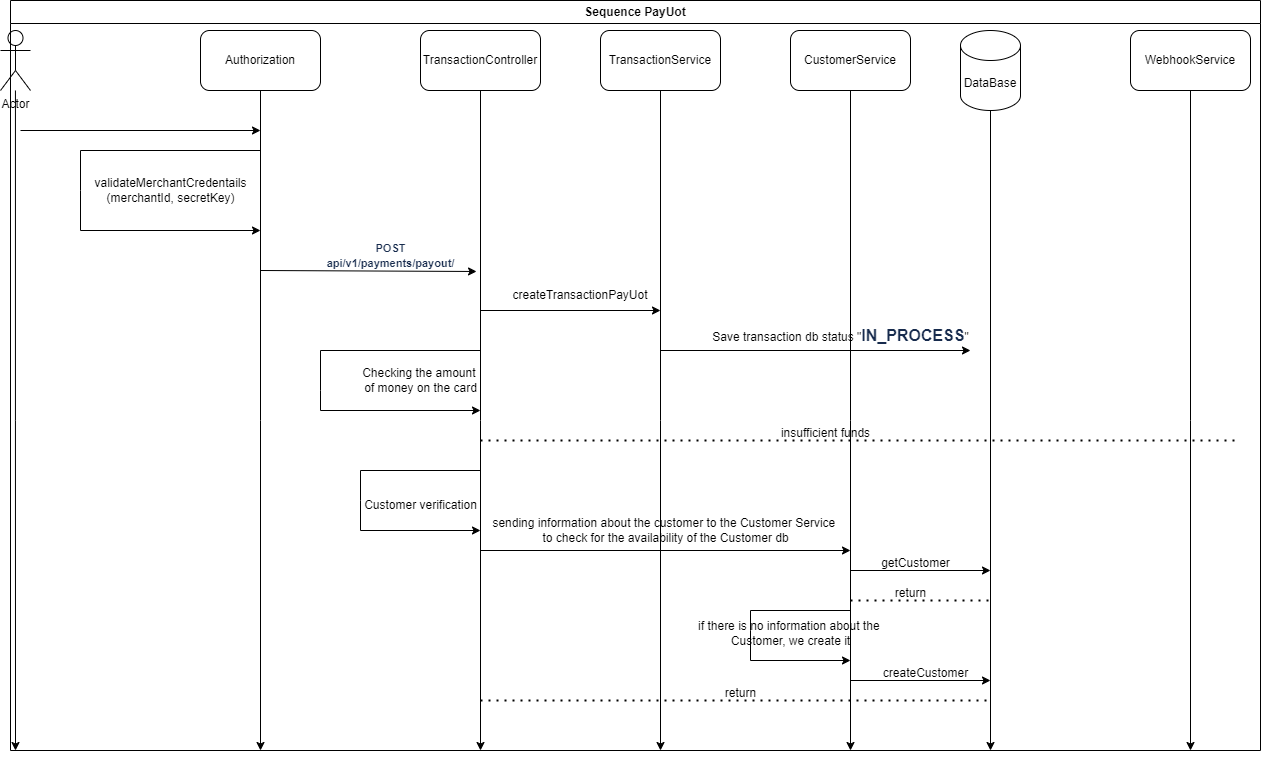 Sequence PayUot
Actor
Authorization
TransactionController
TransactionService
CustomerService
DataBase
WebhookService
validateMerchantCredentails
(merchantId, secretKey)
POST
api/v1/payments/payout/
createTransactionPayUot
Save transaction db status "IN_PROCESS"
Checking the amount
of money on the card
insufficient funds
Customer verification
sending information about the customer to the Customer Service
to check for the availability of the Customer db
getCustomer
return
if there is no information about the
Customer, we create it
createCustomer
return